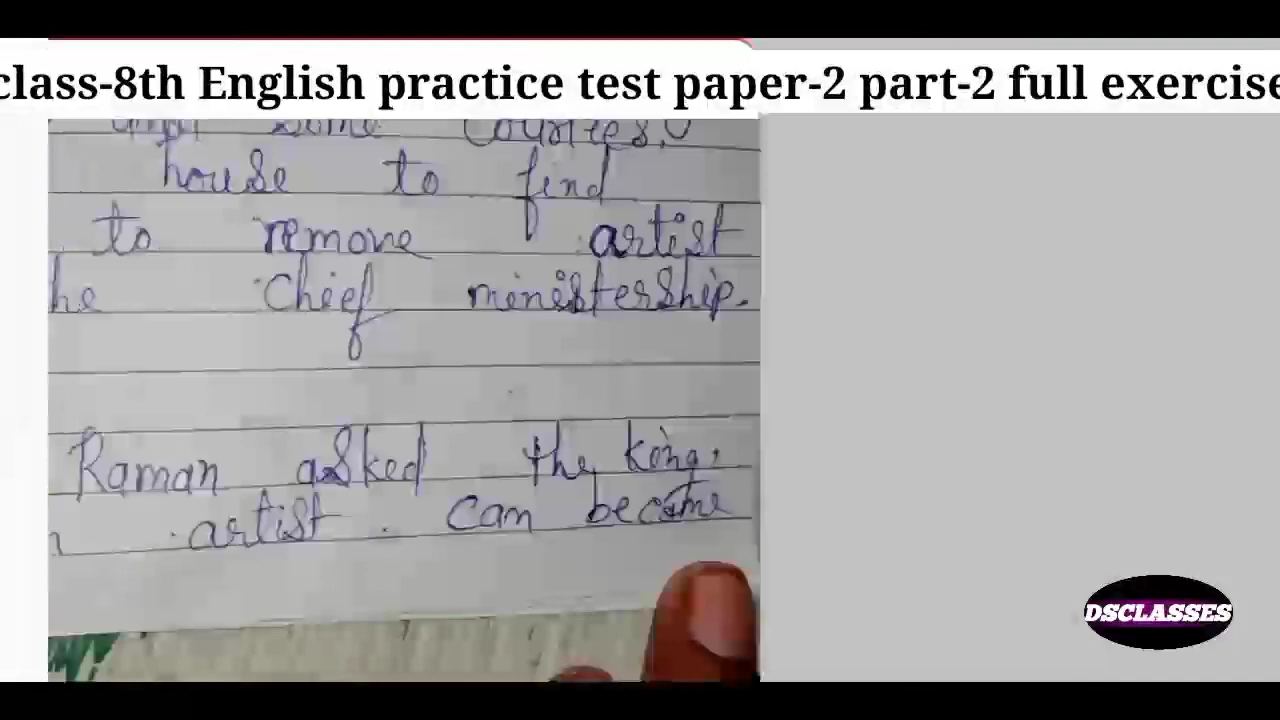 class-8th English practice test paper-2 part-2 full exercise
some
house to find
to remove artist
he Chief ministership.
Raman asked the king,
artist . can become
DSCLASSES